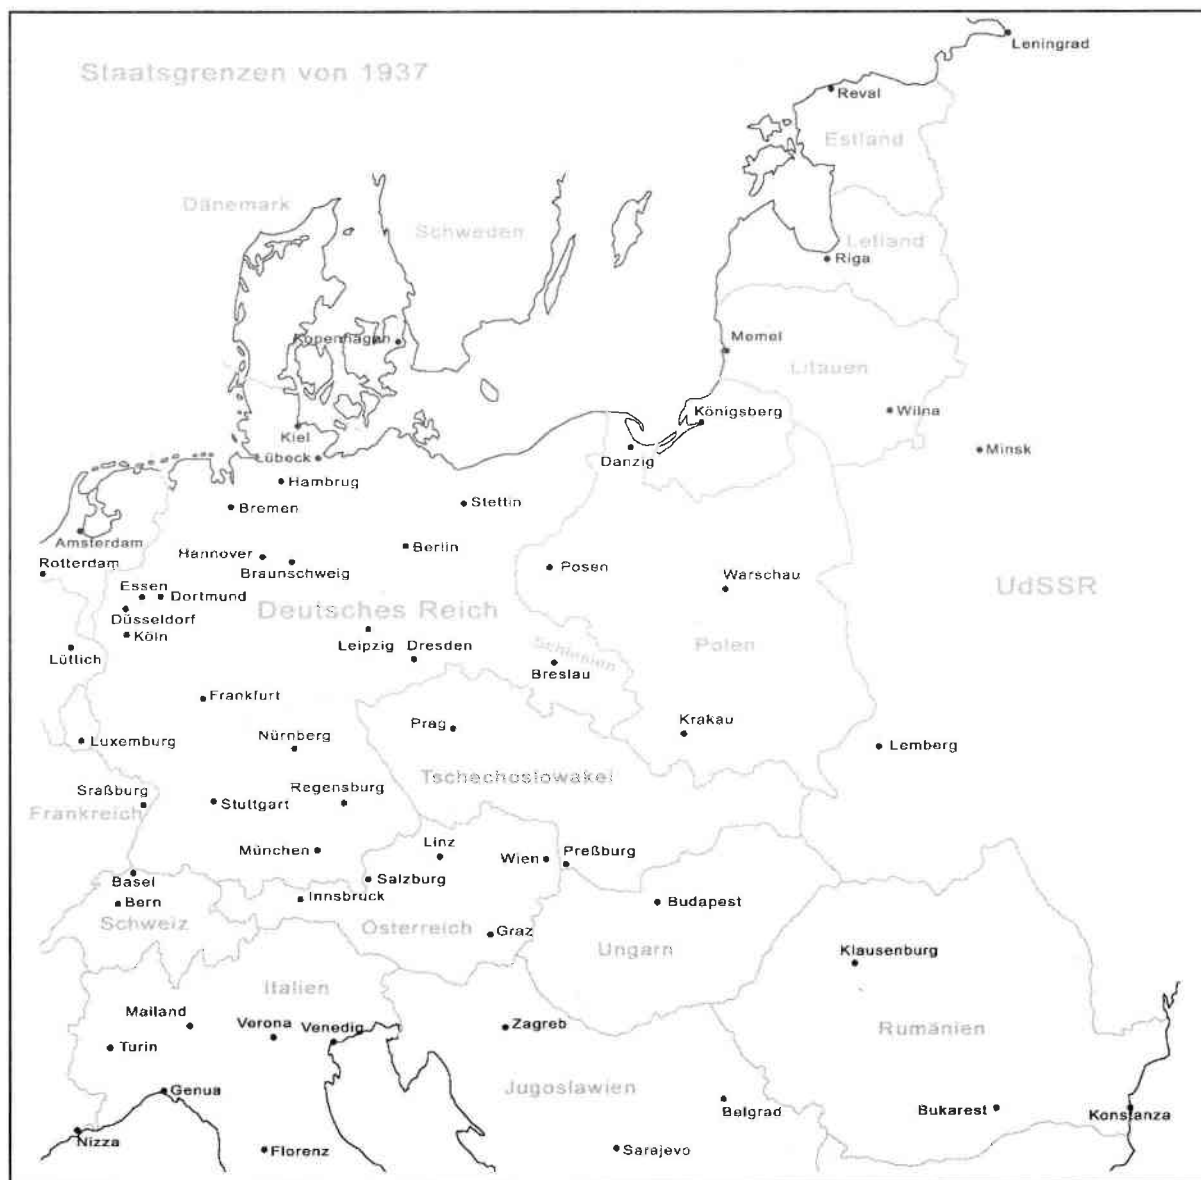 Leningrad
Staatsgrenzen von 1937
Reval
Estland
Dänemark
Schweden
Letland
Riga
Kopenhagen
Memel
Litauen
Königsberg
Wilna
Kiel
Minsk
Lübeck
Danzig
Hambrug
Stettin
Bremen
Amsterdam
Berlin
Hannover
Rotterdam
Braunschweig
Posen
Essen
Dortmund
Warschau
UdSSR
Deutsches Reich
Düsseldorf
Köln
Leipzig
Dresden
Schlesien
Polen
Lüttich
Breslau
Frankfurt
Krakau
Prag
Luxemburg
Nürnberg
Lemberg
Tschechoslowakei
Sraßburg
Stuttgart
Regensburg
Frankreich
Linz
München
Wien
Preßburg
Basel
Salzburg
Innsbruck
Bern
Budapest
Schweiz
Österreich
Graz
Ungarn
Klausenburg
Italien
Mailand
Verona
Venedig
Zagreb
Rumänien
Turin
Genua
Jugoslawien
Belgrad
Bukarest
Konstanza
Nizza
Florenz
Sarajevo